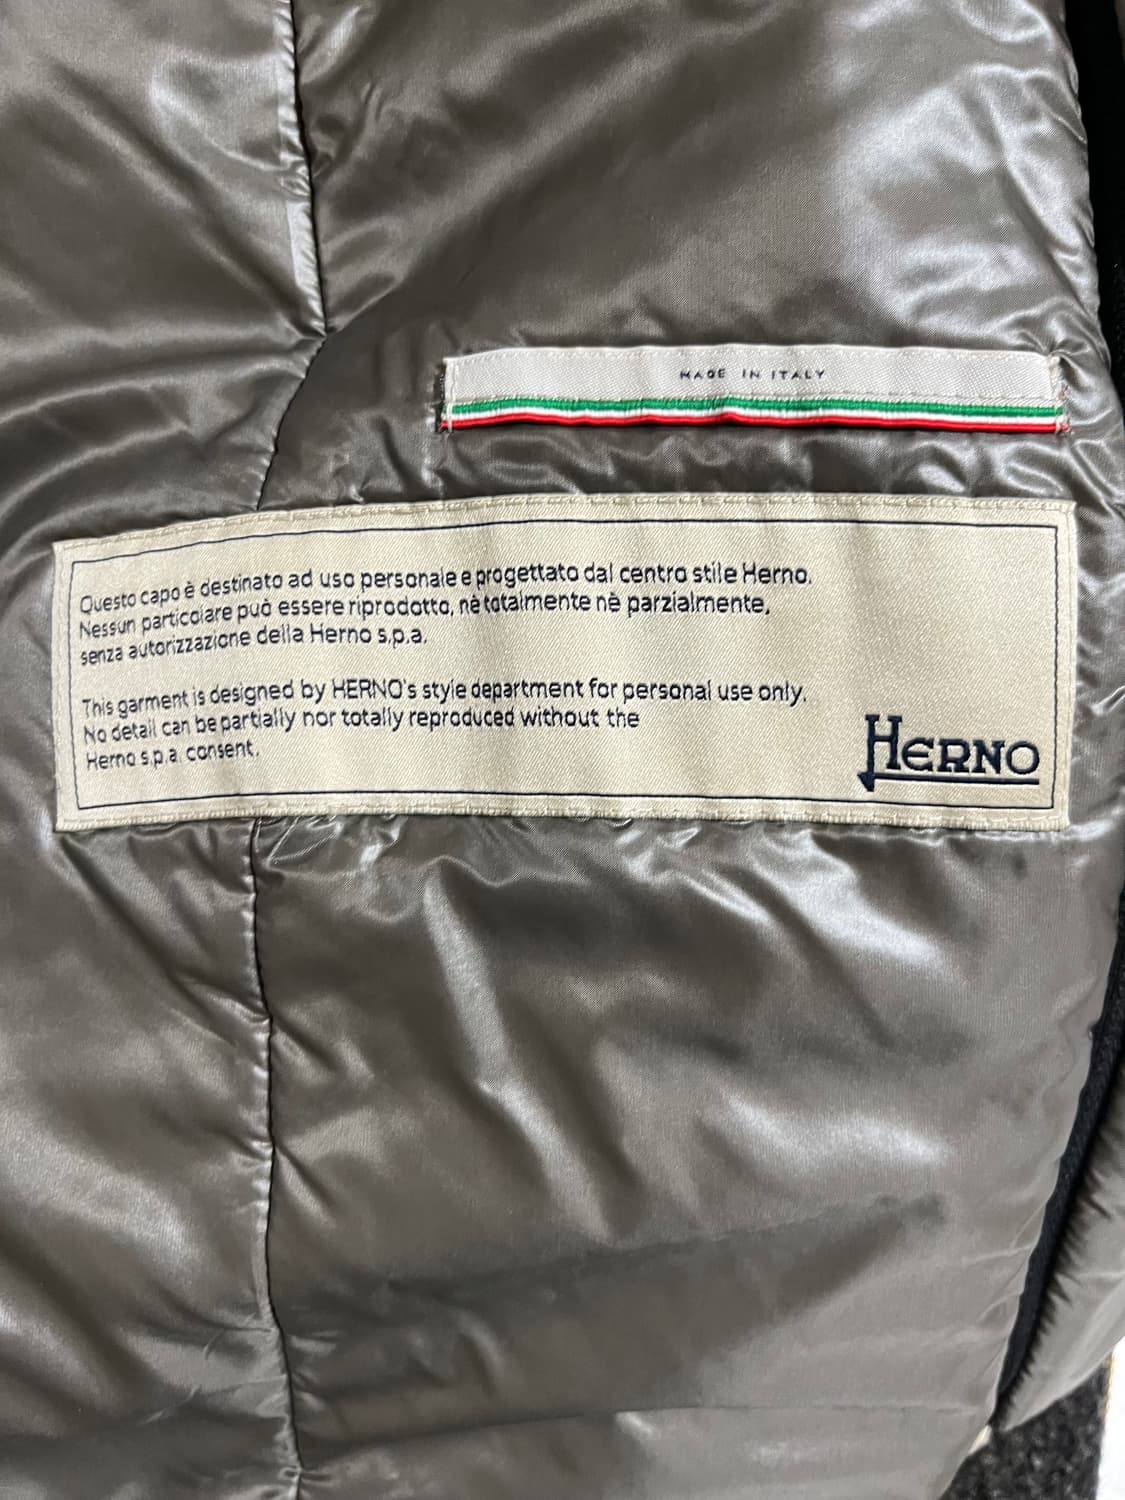 MADE IN ITALY
Questo capo è destinato ad uso personale e progettato dal centro stile Herno.
Nessun particolare può essere riprodotto, nè totalmente nè parzialmente,
senza autorizzazione della Herno s.p.a.
This garment is designed by HERNO's style department for personal use only.
No detail can be partially nor totally reproduced without the
Herno s.p.a. consent.
HERNO